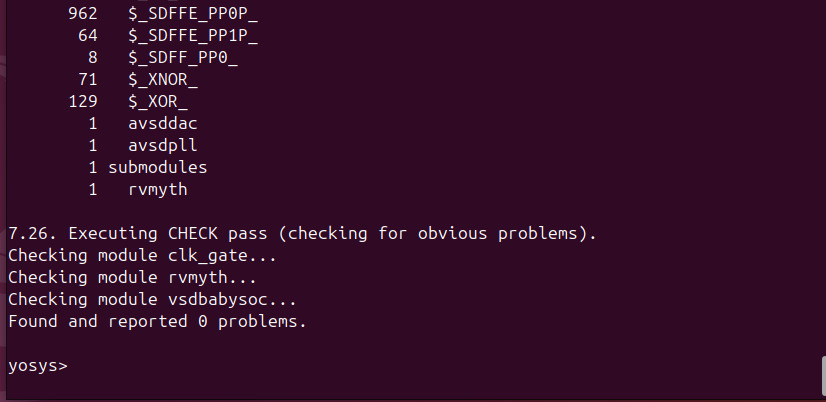 962 $_SDFFE_PP0P_
64 $_SDFFE_PP1P_
8 $_SDFF_PP0_
71 $_XNOR_
129 $_XOR_
1 avsddac
1 avsdpll
1 submodules
1 rvmyth
7.26. Executing CHECK pass (checking for obvious problems).
Checking module clk_gate...
Checking module rvmyth...
Checking module vsdbabysoc...
Found and reported 0 problems.
yosys>